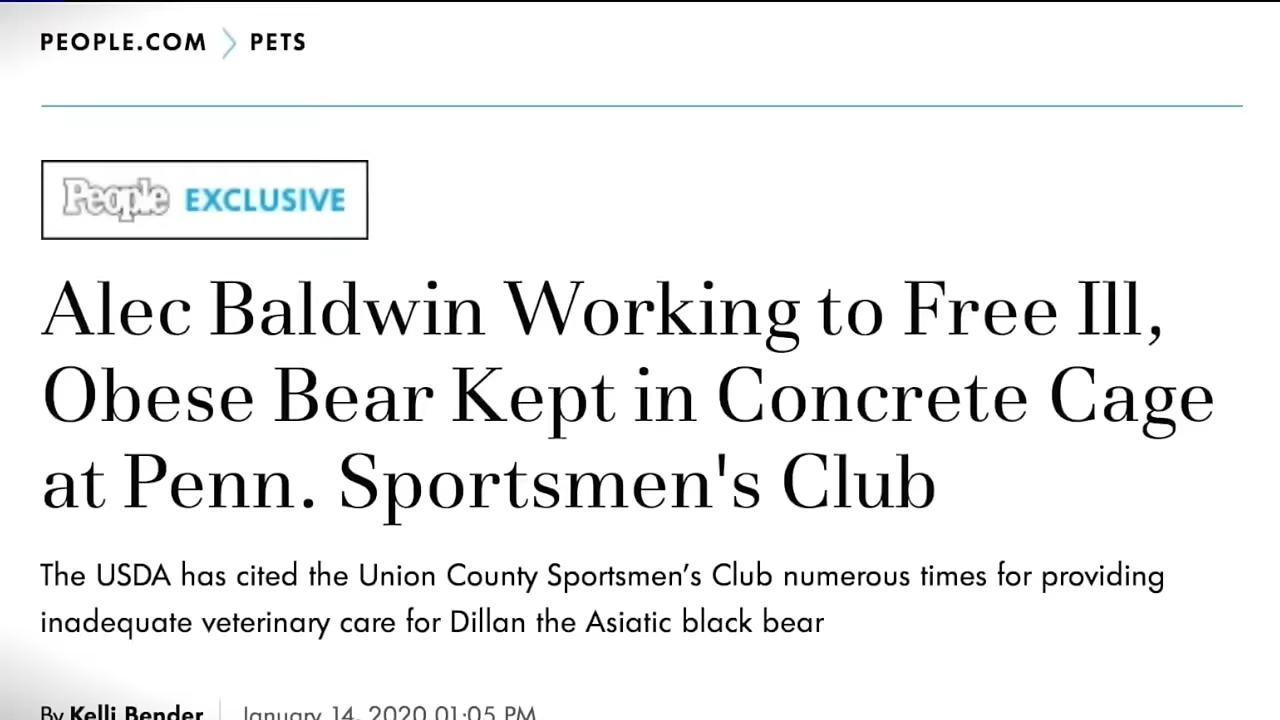 PEOPLE.COM > PETS
People EXCLUSIVE
Alec Baldwin Working to Free Ill,
Obese Bear Kept in Concrete Cage
at Penn. Sportsmen's Club
The USDA has cited the Union County Sportsmen’s Club numerous times for providing
inadequate veterinary care for Dillan the Asiatic black bear
By Kelli Bender | January 14, 2020 01:05 PM